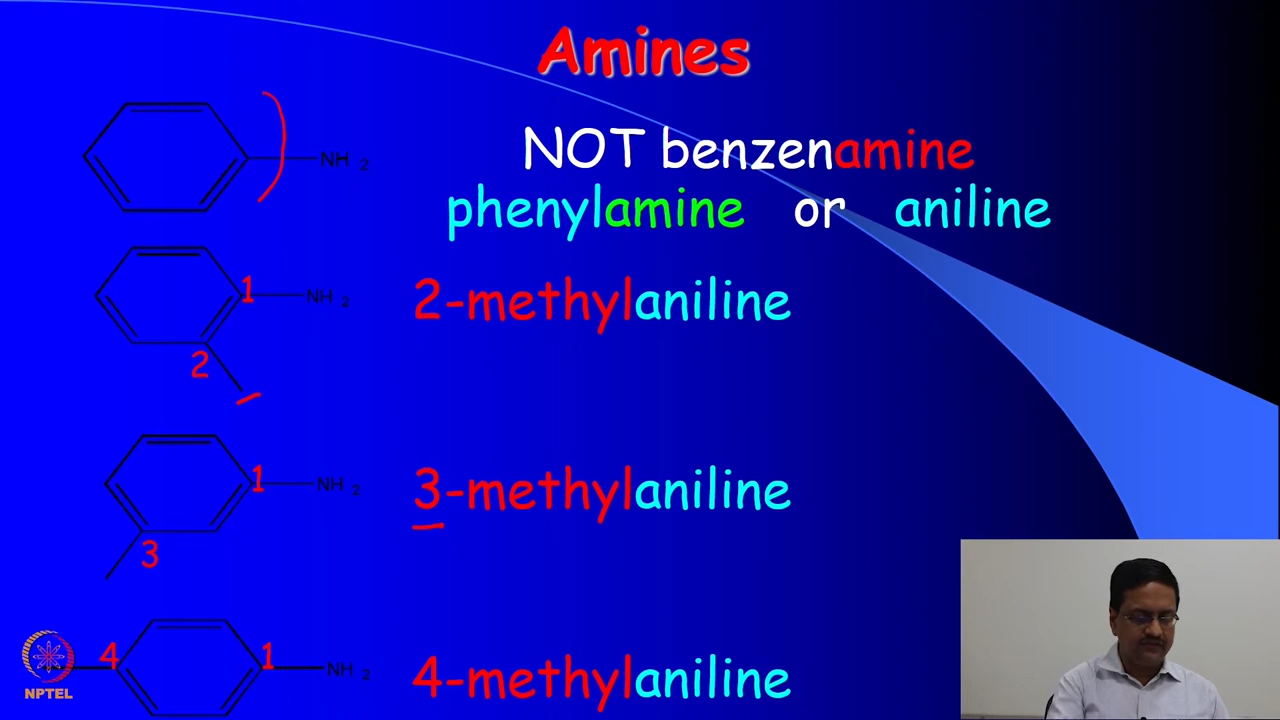 Amines
NH 2
NOT benzenamine
phenylamine or aniline
1
NH 2
2
2-methylaniline
1
NH 2
3
3-methylaniline
4
1
NH 2
4-methylaniline
NPTEL